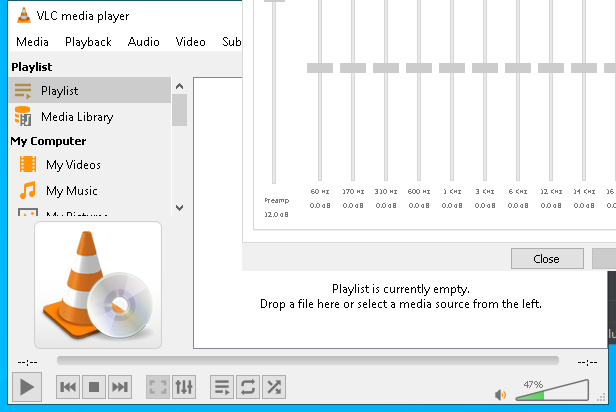 VLC media player
Media Playback Audio Video Sub
Playlist
Playlist
Media Library
My Computer
My Videos
My Music
My Pictures
60 Hz 170 Hz 310 Hz 600 Hz 1 KHz 3 KHz 6 KHz 12 KHz 14 KHz 16
Preamp
0.0 dB 0.0 dB 0.0 dB 0.0 dB 0.0 dB 0.0 dB 0.0 dB 0.0 dB 0.0 dB
12.0 dB
Close
Playlist is currently empty.
Drop a file here or select a media source from the left.
--:-- --:--
47%